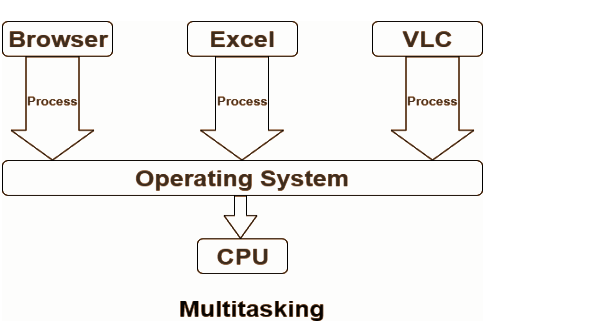 Browser Excel VLC
Process Process Process
Operating System
CPU
Multitasking